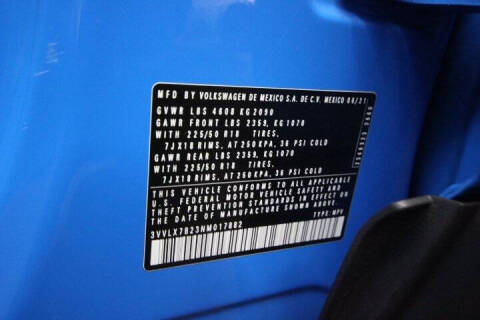 MFD BY VOLKSWAGEN DE MEXICO S.A. DE C.V. MEXICO 06/21
GVWR LBS 4608 KG 2090
GAWR FRONT LBS 2359, KG 1070
WITH 225/50 R18 TIRES,
7JX18 RIMS, AT 250 KPA, 36 PSI COLD
GAWR REAR LBS 2359, KG 1070
WITH 225/50 R18 TIRES,
7JX18 RIMS, AT 250 KPA, 36 PSI COLD
THIS VEHICLE CONFORMS TO ALL APPLICABLE
U.S. FEDERAL MOTOR VEHICLE SAFETY AND
THEFT PREVENTION STANDARDS IN EFFECT ON
THE DATE OF MANUFACTURE SHOWN ABOVE.
3VVLX7B23NM017882 TYPE: MPV